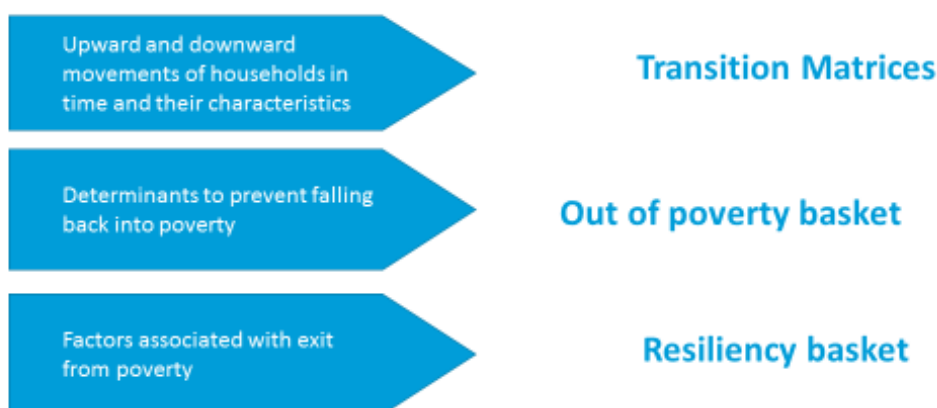 Upward and downward
movements of households in
time and their characteristics
Transition Matrices
Determinants to prevent falling
back into poverty
Out of poverty basket
Factors associated with exit
from poverty
Resiliency basket